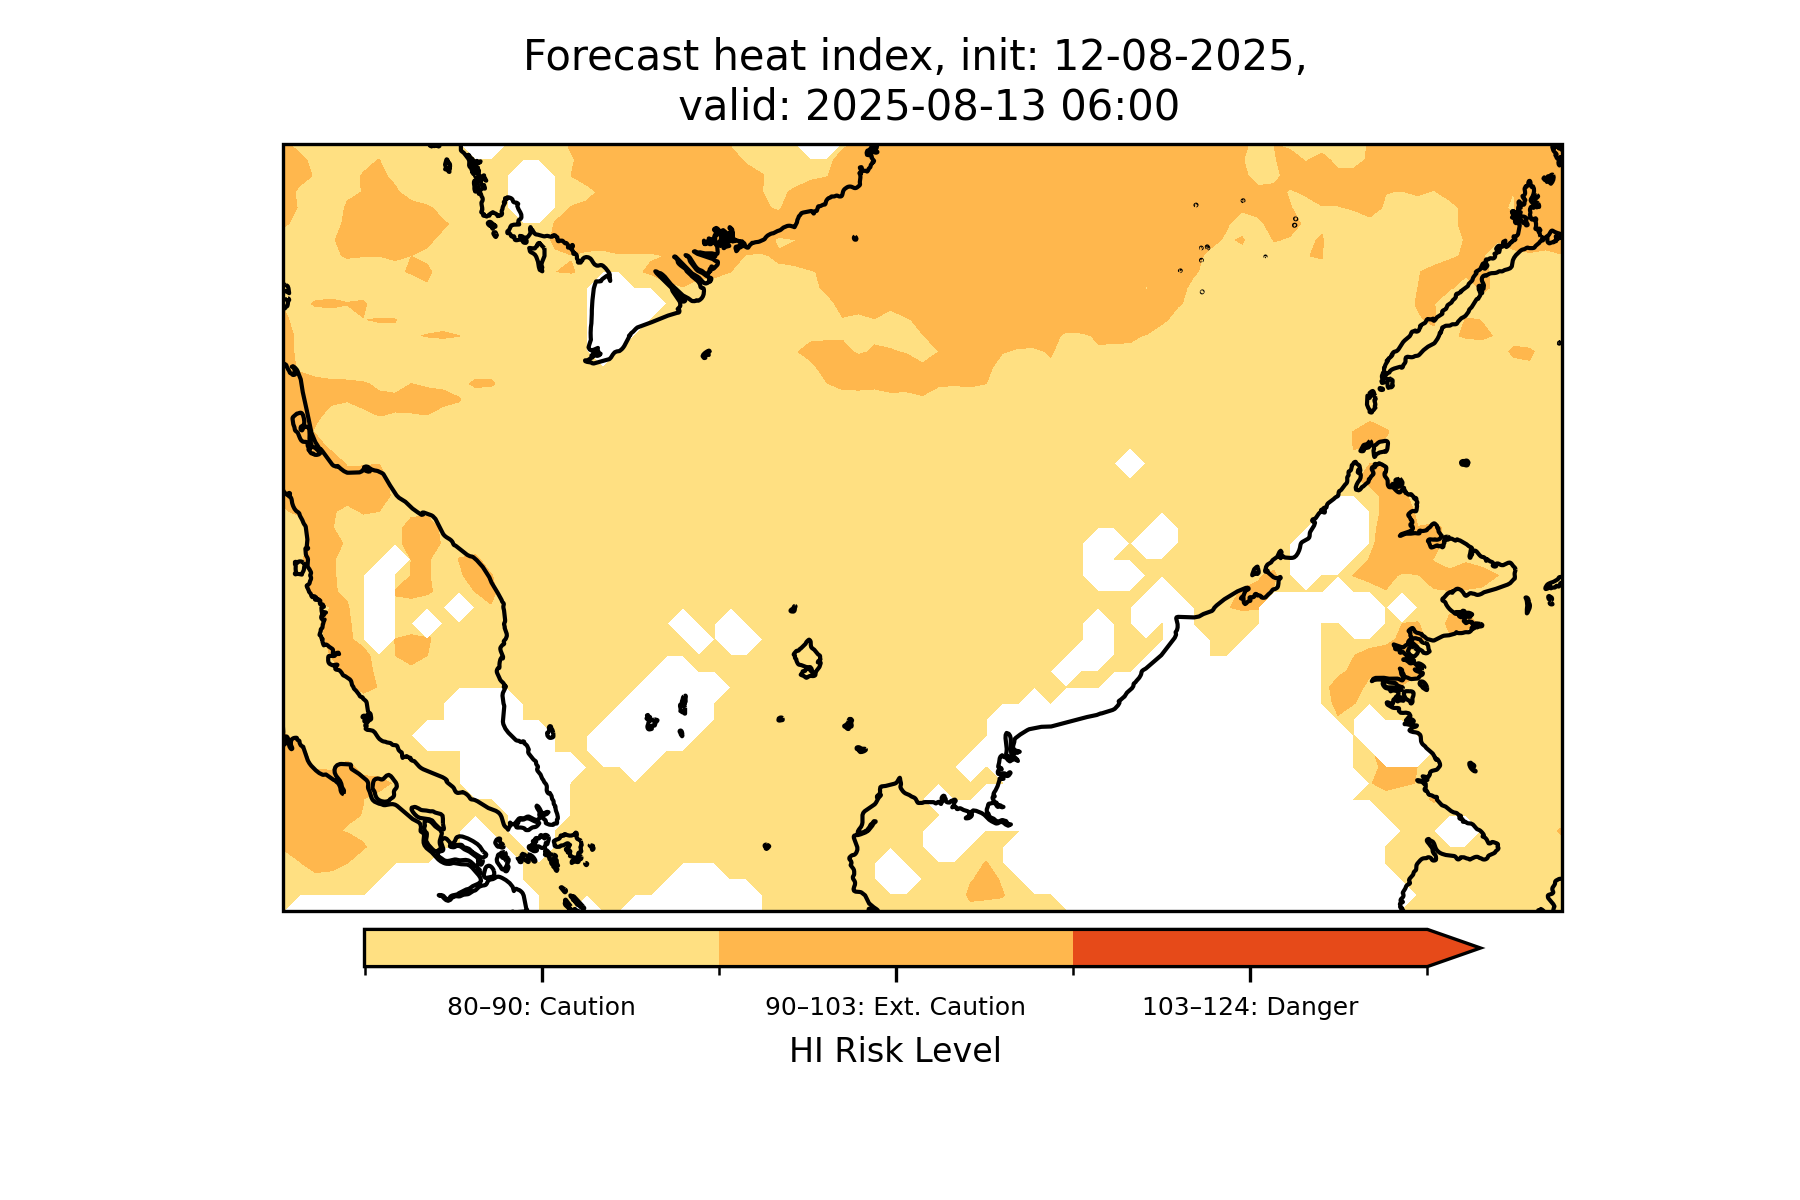 Forecast heat index, init: 12-08-2025,
valid: 2025-08-13 06:00
80–90: Caution
90–103: Ext. Caution
103–124: Danger
HI Risk Level